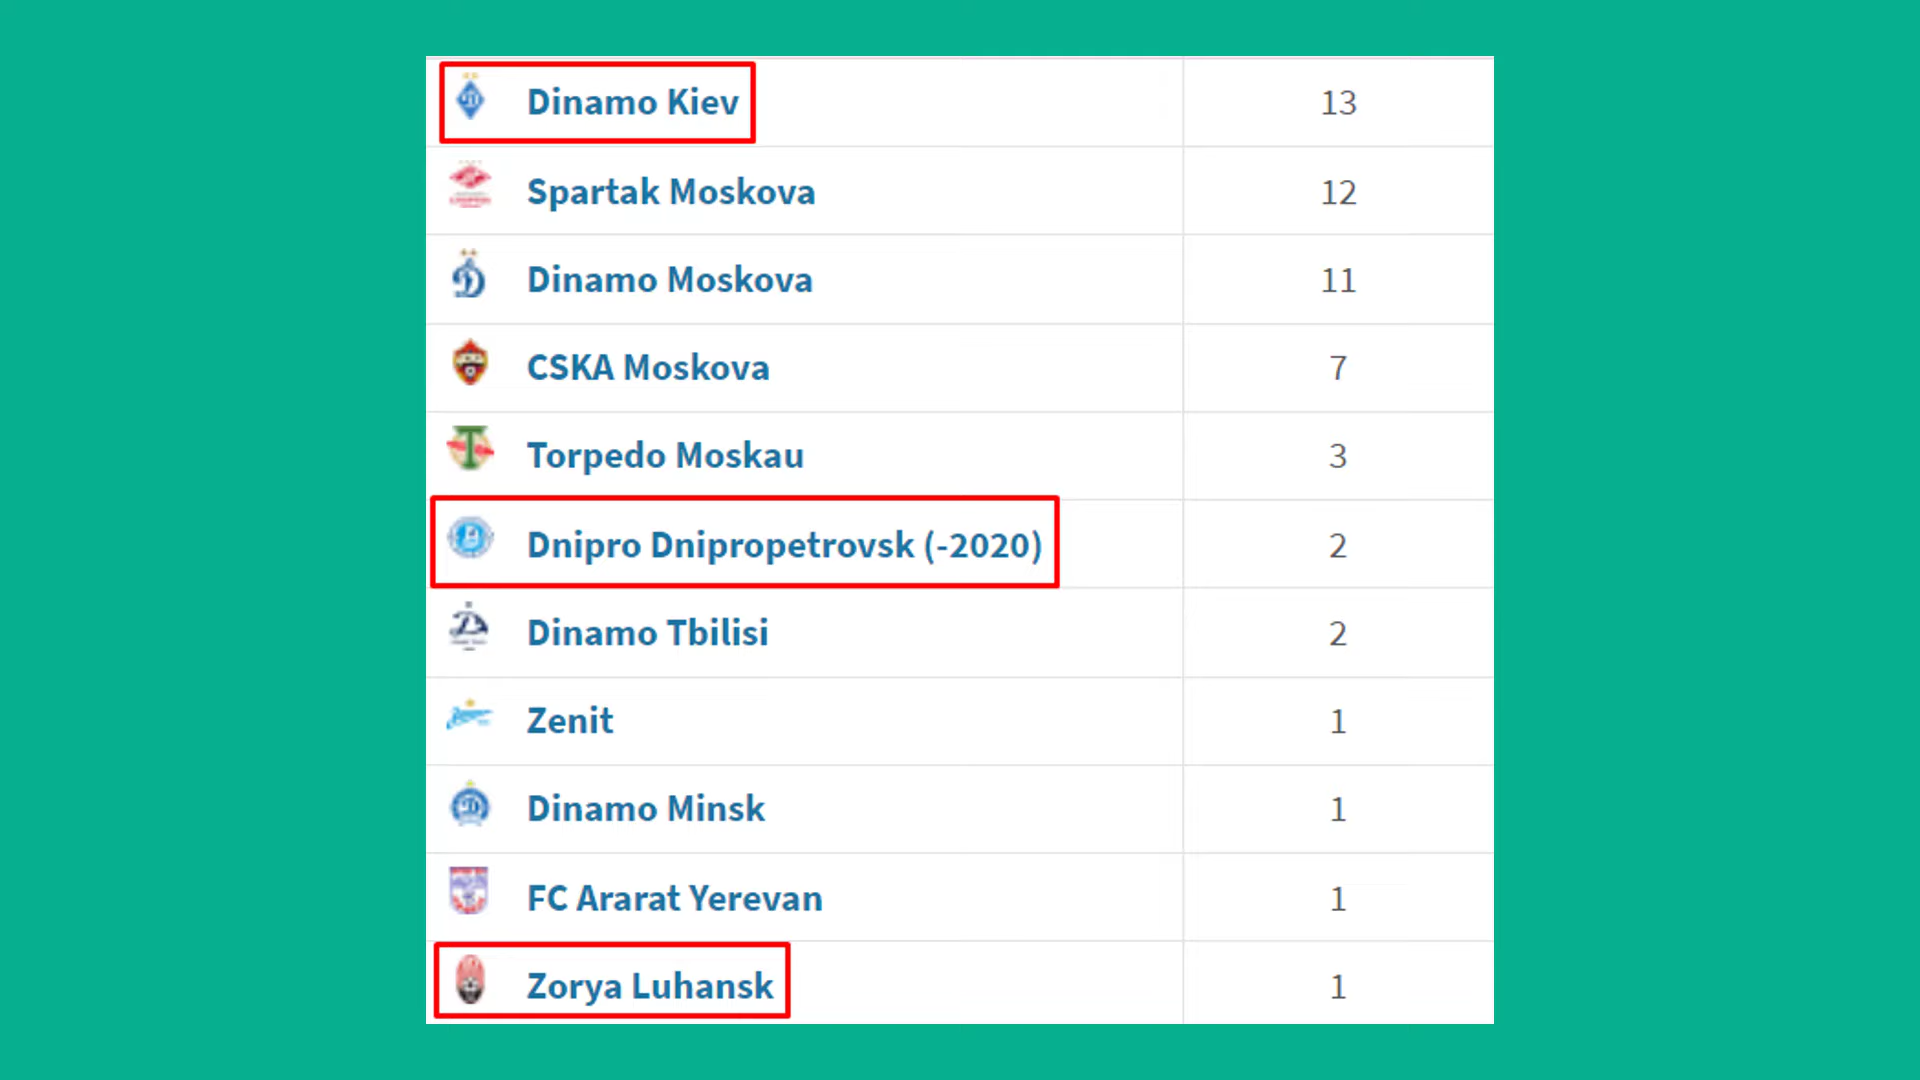 Dinamo Kiev 13
Spartak Moskova 12
Dinamo Moskova 11
CSKA Moskova 7
Torpedo Moskau 3
Dnipro Dnipropetrovsk (-2020) 2
Dinamo Tbilisi 2
Zenit 1
Dinamo Minsk 1
FC Ararat Yerevan 1
Zorya Luhansk 1